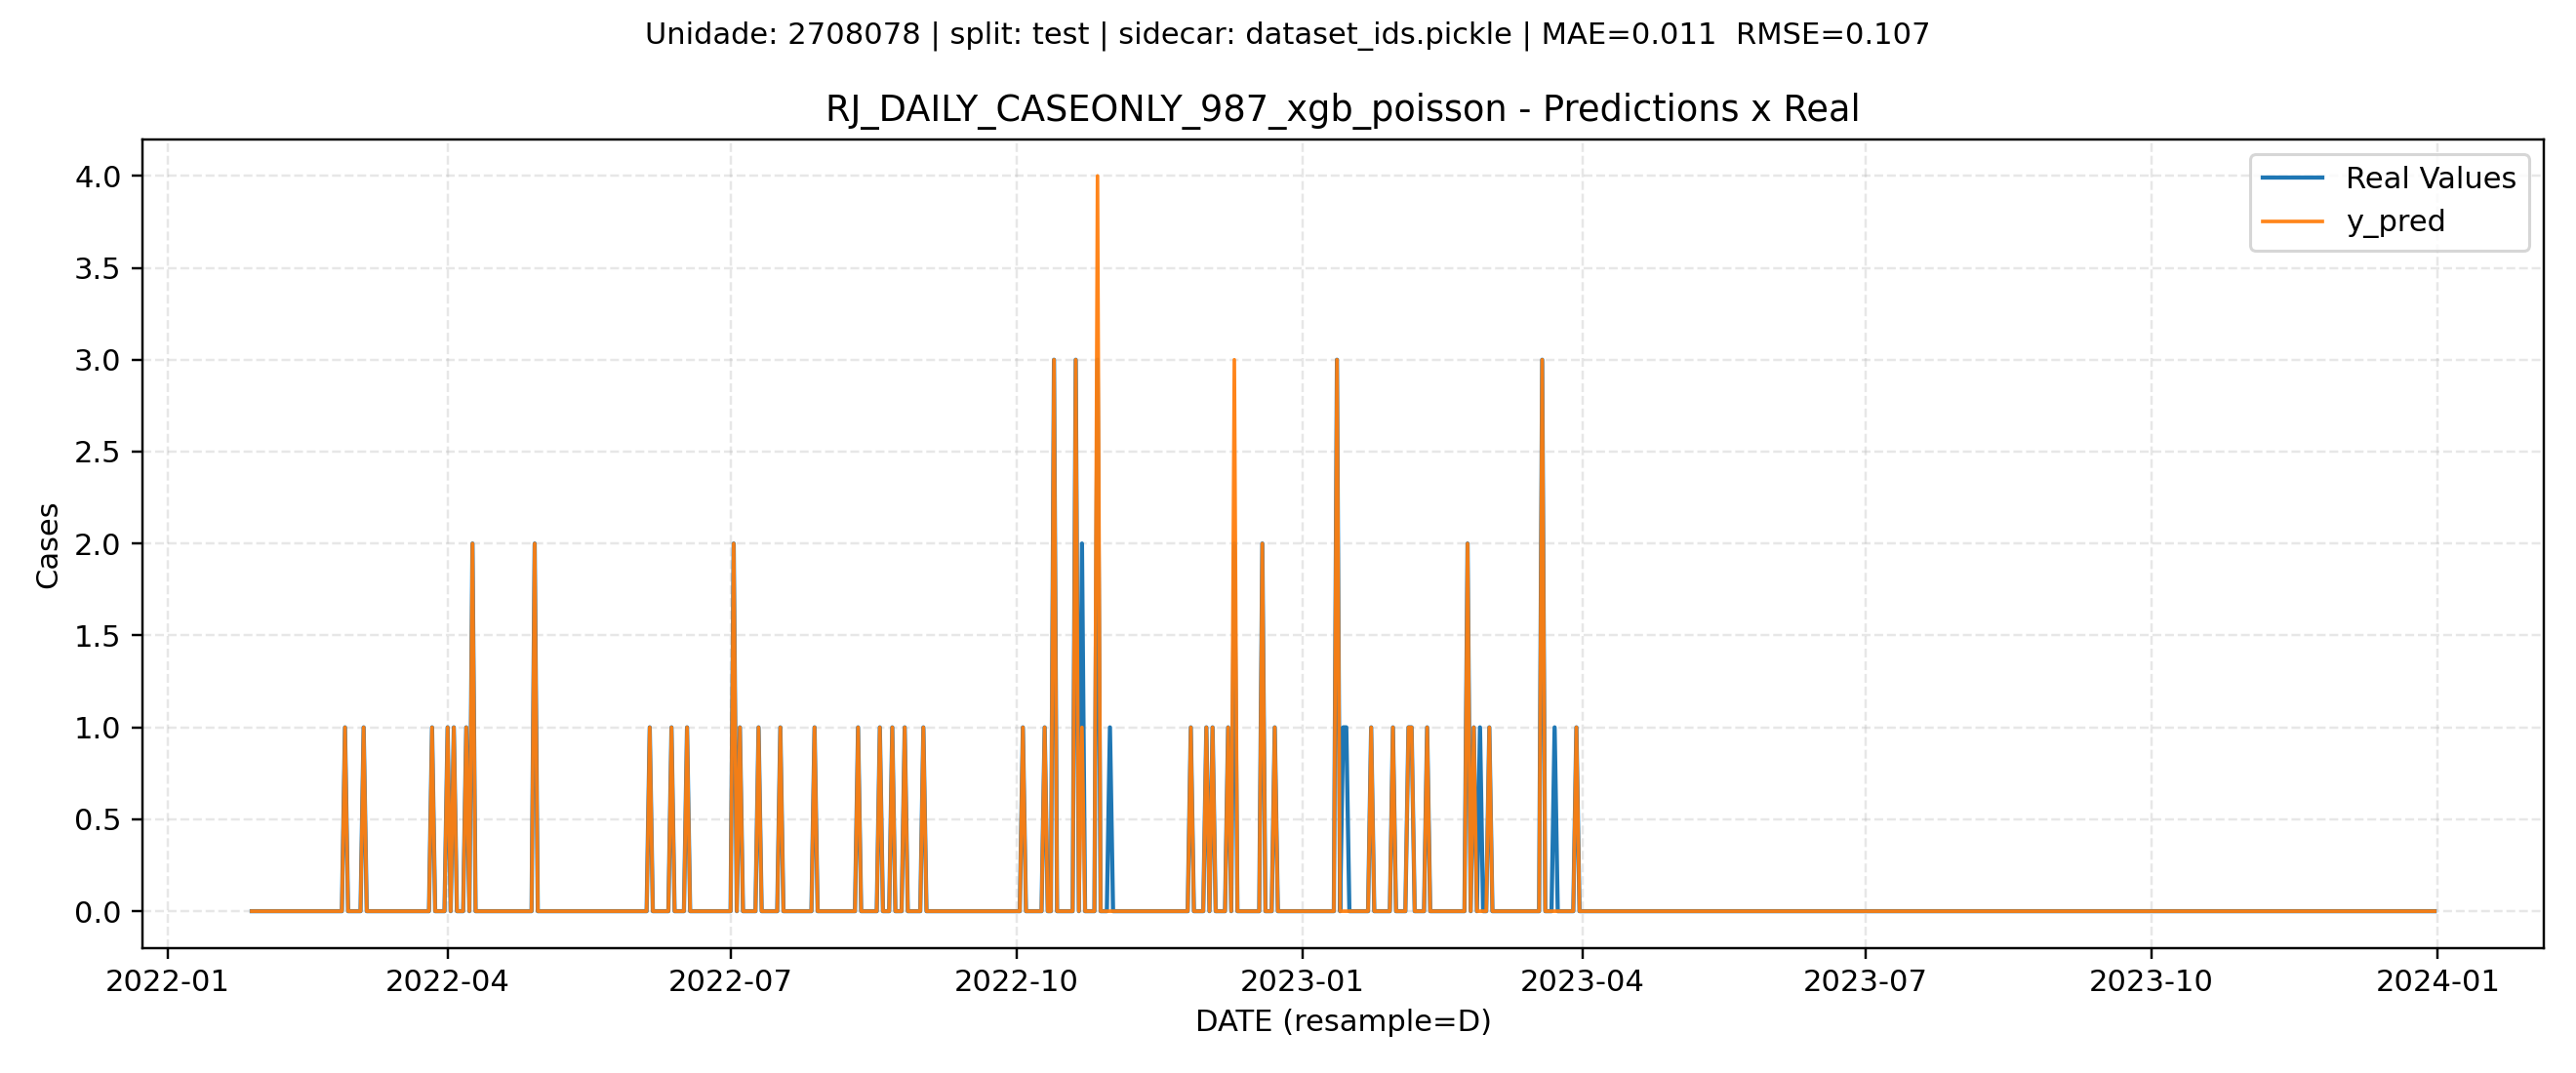 Unidade: 2708078 | split: test | sidecar: dataset_ids.pickle | MAE=0.011  RMSE=0.107
RJ_DAILY_CASEONLY_987_xgb_poisson - Predictions x Real
Real Values
y_pred
4.0
3.5
3.0
2.5
2.0
1.5
1.0
0.5
0.0
Cases
2022-01 2022-04 2022-07 2022-10 2023-01 2023-04 2023-07 2023-10 2024-01
DATE (resample=D)